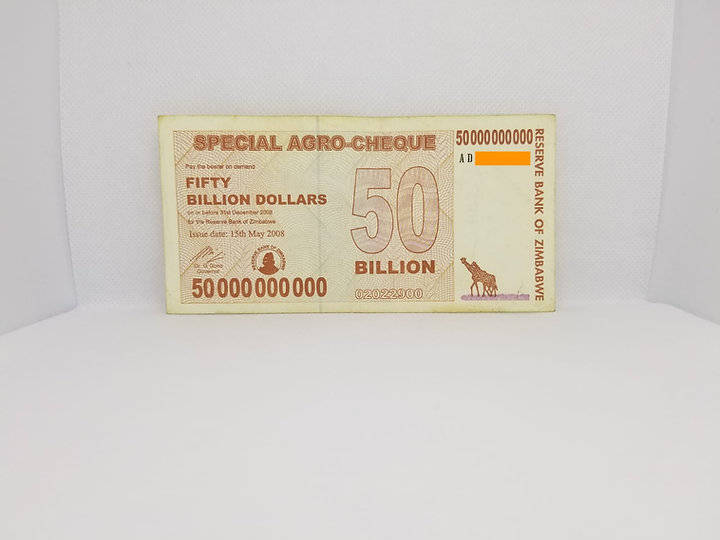 SPECIAL AGRO-CHEQUE
Pay the bearer on demand
FIFTY
BILLION DOLLARS
on or before 31st December 2008
for the Reserve Bank of Zimbabwe
Issue date: 15th May 2008
Dr. G. Gono
Governor
50000000000
50
BILLION
02022900
50000000000
A D
RESERVE BANK OF ZIMBABWE